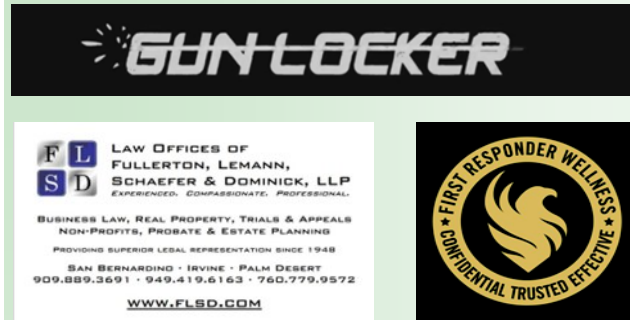 GUN LOCKER
F L
S D
LAW OFFICES OF
FULLERTON, LEMANN,
SCHAEFER & DOMINICK, LLP
EXPERIENCED. COMPASSIONATE. PROFESSIONAL.
BUSINESS LAW, REAL PROPERTY, TRIALS & APPEALS
NON-PROFITS, PROBATE & ESTATE PLANNING
PROVIDING SUPERIOR LEGAL REPRESENTATION SINCE 1948
SAN BERNARDINO · IRVINE · PALM DESERT
909.889.3691 · 949.419.6163 · 760.779.9572
WWW.FLSD.COM
FIRST RESPONDER WELLNESS
CONFIDENTIAL TRUSTED EFFECTIVE